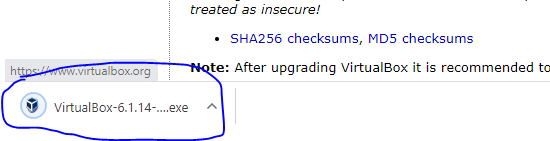 treated as insecure!
• SHA256 checksums, MD5 checksums
https://www.virtualbox.org
Note: After upgrading VirtualBox it is recommended to
VirtualBox-6.1.14-....exe